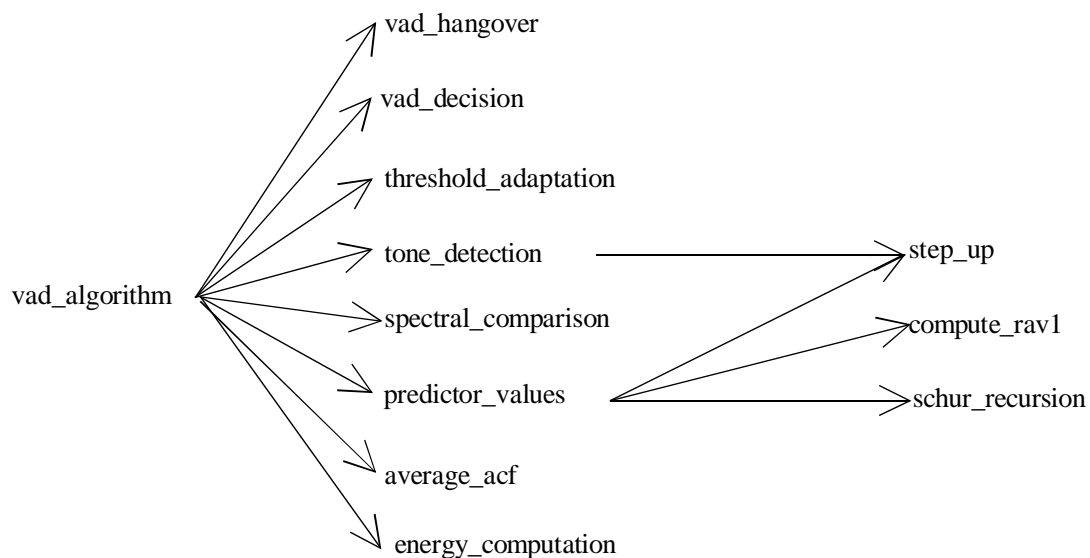 vad_hangover
vad_decision
threshold_adaptation
tone_detection
step_up
vad_algorithm
spectral_comparison
compute_rav1
predictor_values
schur_recursion
average_acf
energy_computation